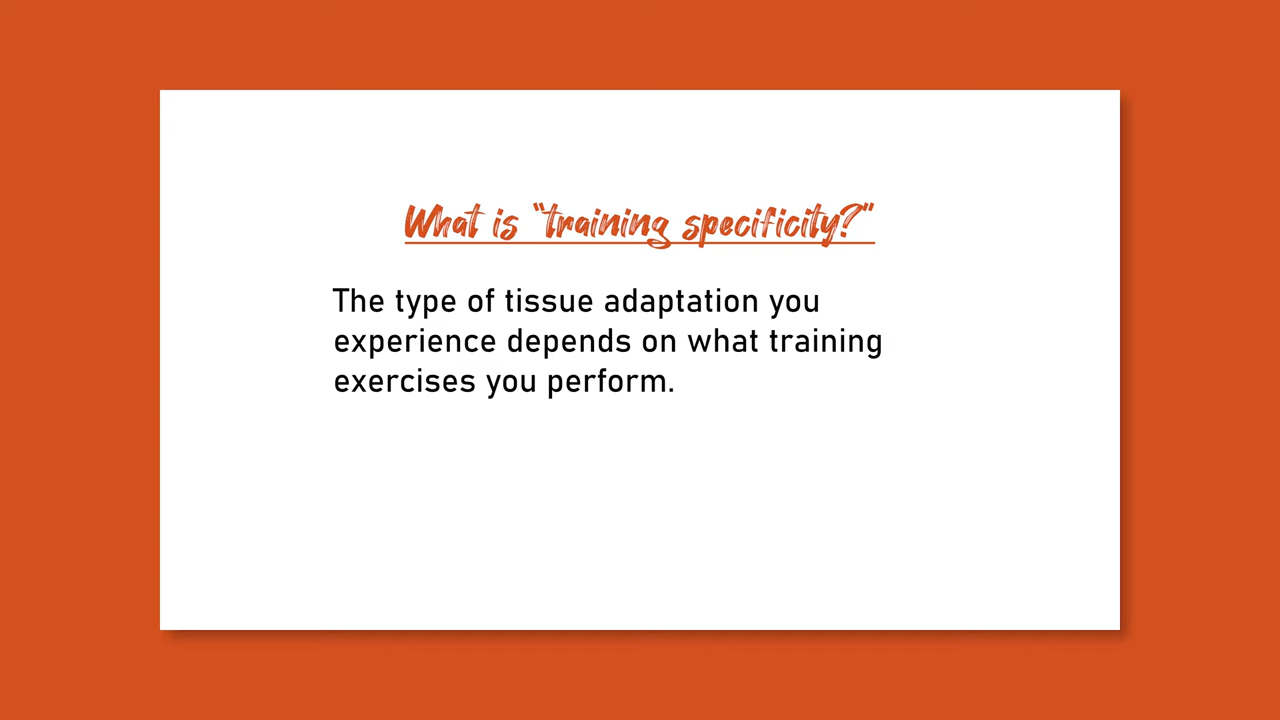 What is "training specificity?"
The type of tissue adaptation you
experience depends on what training
exercises you perform.